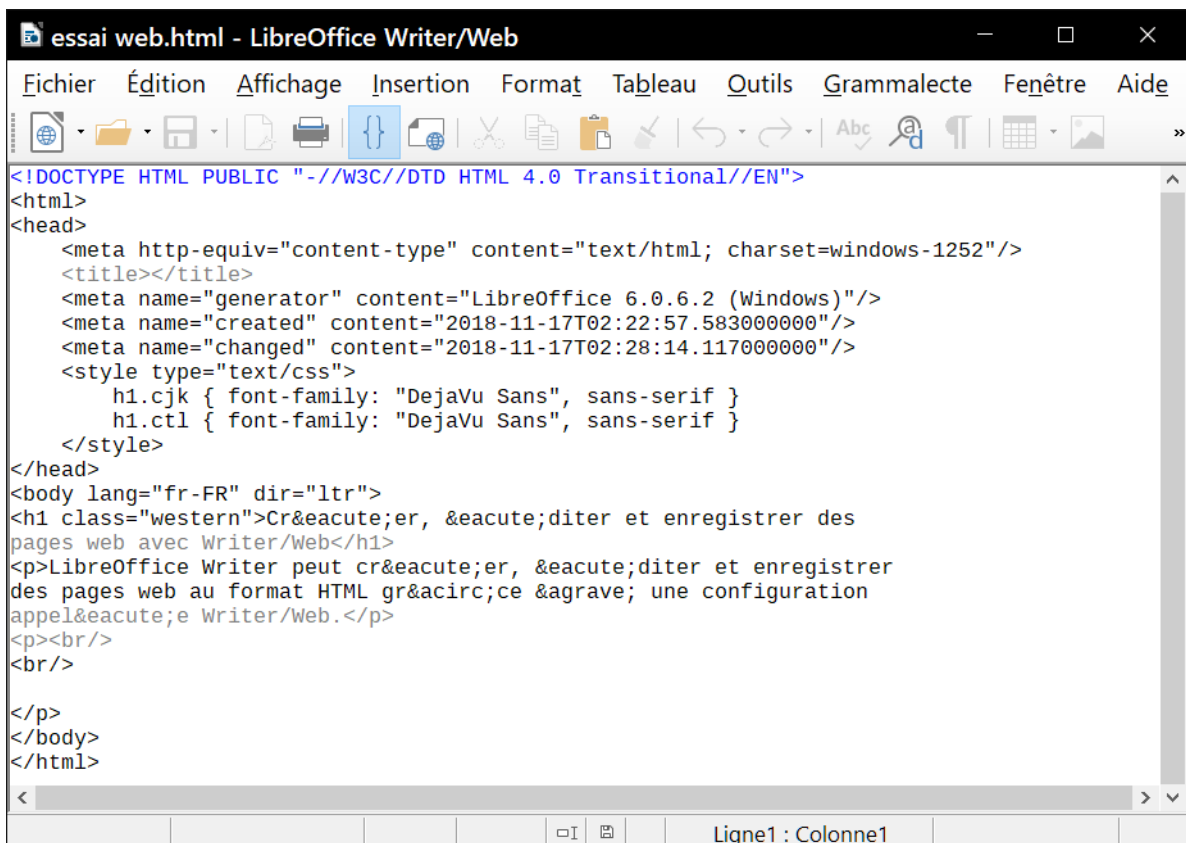 essai web.html - LibreOffice Writer/Web
Fichier Édition Affichage Insertion Format Tableau Outils Grammalecte Fenêtre Aide
{} Abc a ¶ »
<!DOCTYPE HTML PUBLIC "-//W3C//DTD HTML 4.0 Transitional//EN">
<html>
<head>
    <meta http-equiv="content-type" content="text/html; charset=windows-1252"/>
    <title></title>
    <meta name="generator" content="LibreOffice 6.0.6.2 (Windows)"/>
    <meta name="created" content="2018-11-17T02:22:57.583000000"/>
    <meta name="changed" content="2018-11-17T02:28:14.117000000"/>
    <style type="text/css">
        h1.cjk { font-family: "DejaVu Sans", sans-serif }
        h1.ctl { font-family: "DejaVu Sans", sans-serif }
    </style>
</head>
<body lang="fr-FR" dir="ltr">
<h1 class="western">Cr&eacute;er, &eacute;diter et enregistrer des
pages web avec Writer/Web</h1>
<p>LibreOffice Writer peut cr&eacute;er, &eacute;diter et enregistrer
des pages web au format HTML gr&acirc;ce &agrave; une configuration
appel&eacute;e Writer/Web.</p>
<p><br/>
<br/>

</p>
</body>
</html>
Ligne1 : Colonne1